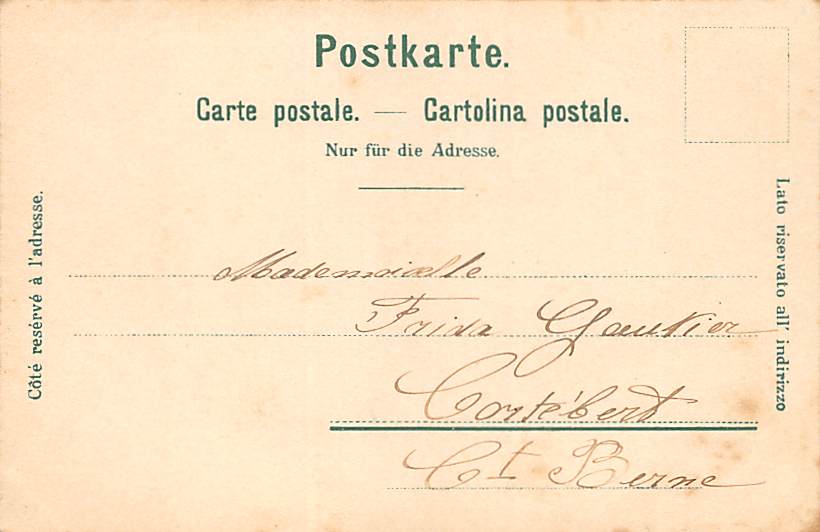 Postkarte.
Carte postale. — Cartolina postale.
Nur für die Adresse.
Côté resérvé à l'adresse.
Lato riservato all' indirizzo
Mademoiselle
Frida Gautier
Cortébert
Ct Berne